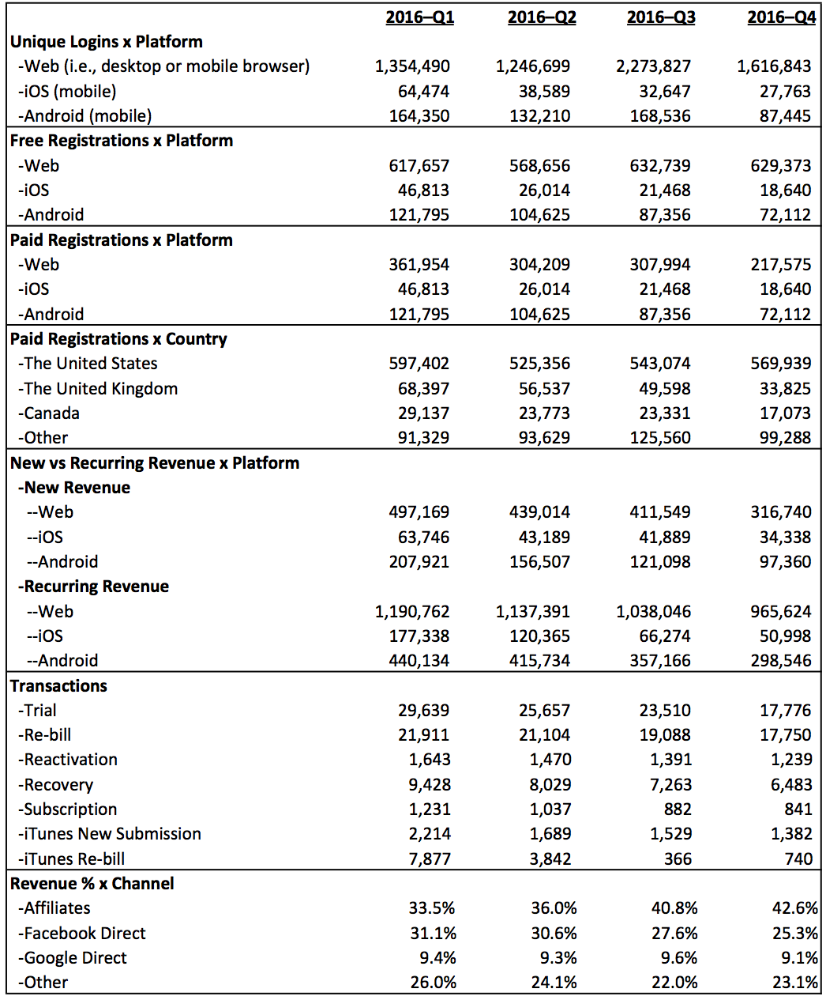 2016–Q1 2016–Q2 2016–Q3 2016–Q4
Unique Logins x Platform
-Web (i.e., desktop or mobile browser) 1,354,490 1,246,699 2,273,827 1,616,843
-iOS (mobile) 64,474 38,589 32,647 27,763
-Android (mobile) 164,350 132,210 168,536 87,445
Free Registrations x Platform
-Web 617,657 568,656 632,739 629,373
-iOS 46,813 26,014 21,468 18,640
-Android 121,795 104,625 87,356 72,112
Paid Registrations x Platform
-Web 361,954 304,209 307,994 217,575
-iOS 46,813 26,014 21,468 18,640
-Android 121,795 104,625 87,356 72,112
Paid Registrations x Country
-The United States 597,402 525,356 543,074 569,939
-The United Kingdom 68,397 56,537 49,598 33,825
-Canada 29,137 23,773 23,331 17,073
-Other 91,329 93,629 125,560 99,288
New vs Recurring Revenue x Platform
-New Revenue
--Web 497,169 439,014 411,549 316,740
--iOS 63,746 43,189 41,889 34,338
--Android 207,921 156,507 121,098 97,360
-Recurring Revenue
--Web 1,190,762 1,137,391 1,038,046 965,624
--iOS 177,338 120,365 66,274 50,998
--Android 440,134 415,734 357,166 298,546
Transactions
-Trial 29,639 25,657 23,510 17,776
-Re-bill 21,911 21,104 19,088 17,750
-Reactivation 1,643 1,470 1,391 1,239
-Recovery 9,428 8,029 7,263 6,483
-Subscription 1,231 1,037 882 841
-iTunes New Submission 2,214 1,689 1,529 1,382
-iTunes Re-bill 7,877 3,842 366 740
Revenue % x Channel
-Affiliates 33.5% 36.0% 40.8% 42.6%
-Facebook Direct 31.1% 30.6% 27.6% 25.3%
-Google Direct 9.4% 9.3% 9.6% 9.1%
-Other 26.0% 24.1% 22.0% 23.1%